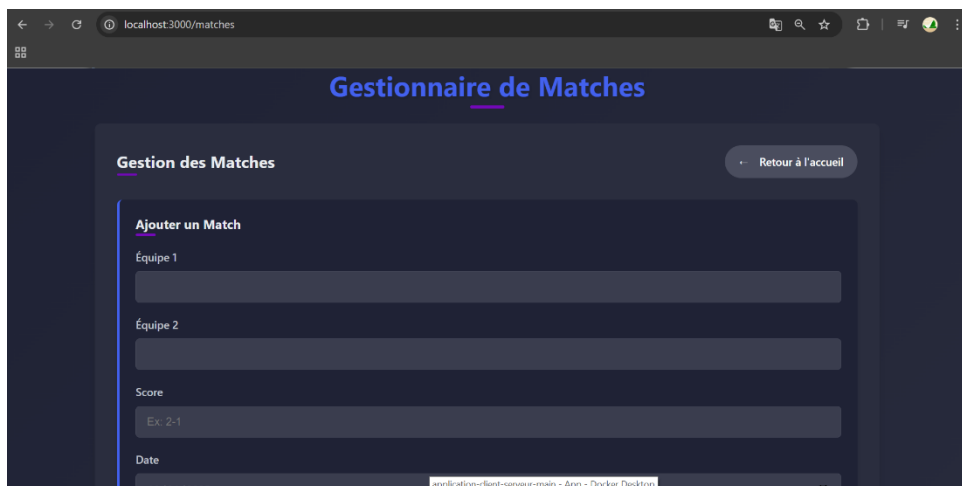 localhost:3000/matches
Gestionnaire de Matches
Gestion des Matches
← Retour à l'accueil
Ajouter un Match
Équipe 1
Équipe 2
Score
Ex: 2-1
Date
application-client-serveur-main - App - Docker Desktop